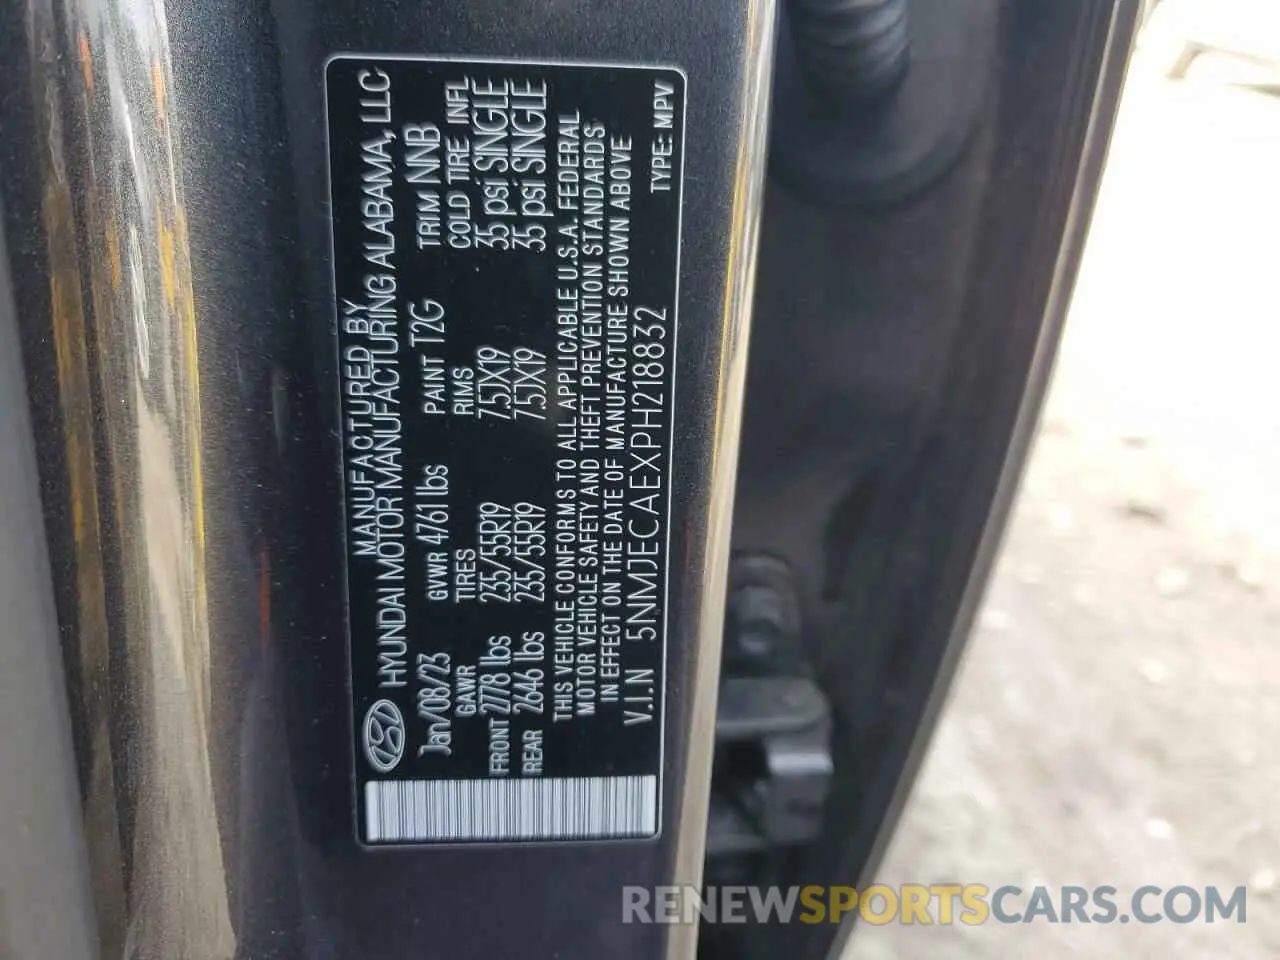 MANUFACTURED BY
HYUNDAI MOTOR MANUFACTURING ALABAMA, LLC
Jan/08/23 GVWR 4761 lbs PAINT T2G TRIM NNB
GAWR TIRES RIMS COLD TIRE INFL
FRONT 2778 lbs 235/55R19 7.5JX19 35 psi SINGLE
REAR 2646 lbs 235/55R19 7.5JX19 35 psi SINGLE
THIS VEHICLE CONFORMS TO ALL APPLICABLE U.S.A. FEDERAL
MOTOR VEHICLE SAFETY AND THEFT PREVENTION STANDARDS
IN EFFECT ON THE DATE OF MANUFACTURE SHOWN ABOVE
V.I.N 5NMJECAEXPH218832 TYPE: MPV
RENEWSPORTSCARS.COM